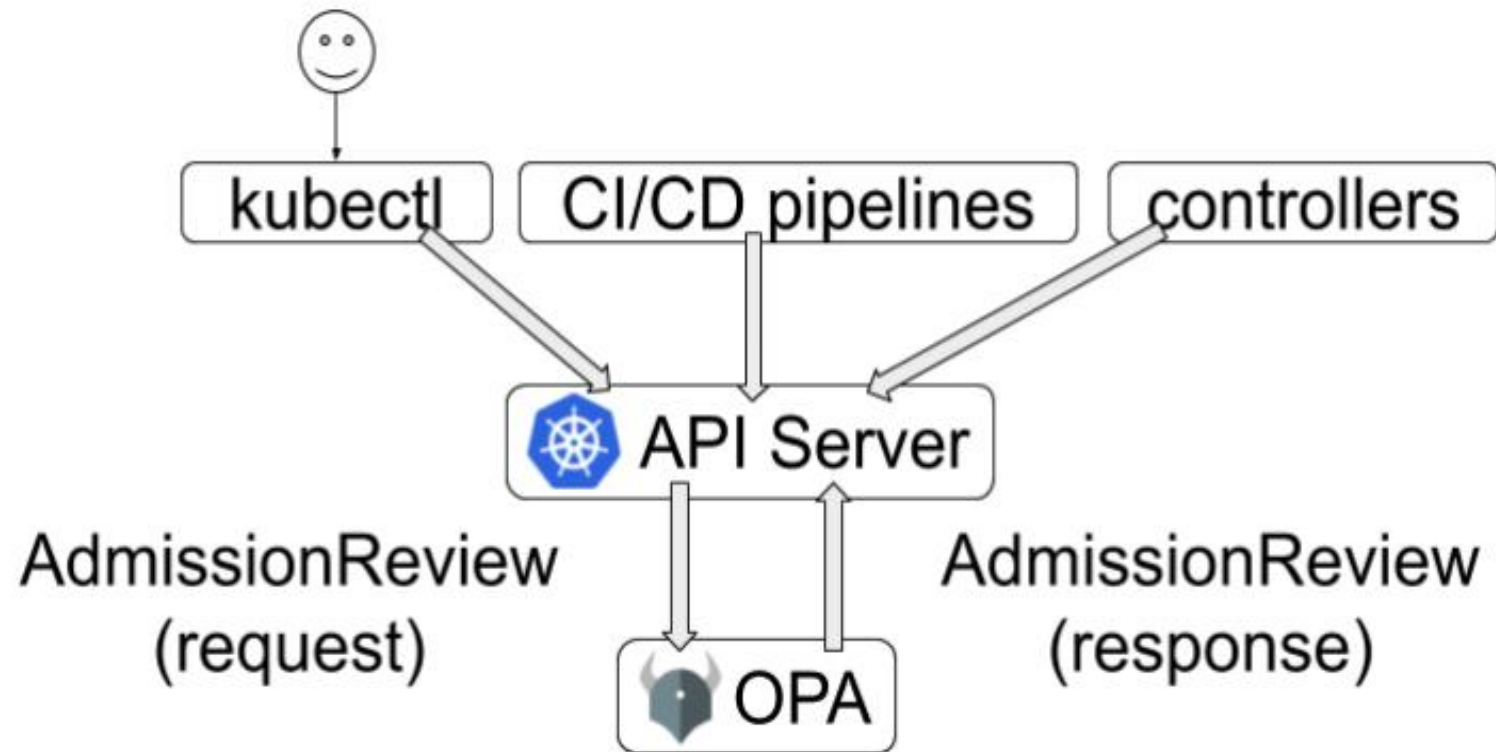 kubectl
CI/CD pipelines
controllers
API Server
AdmissionReview
(request)
AdmissionReview
(response)
OPA